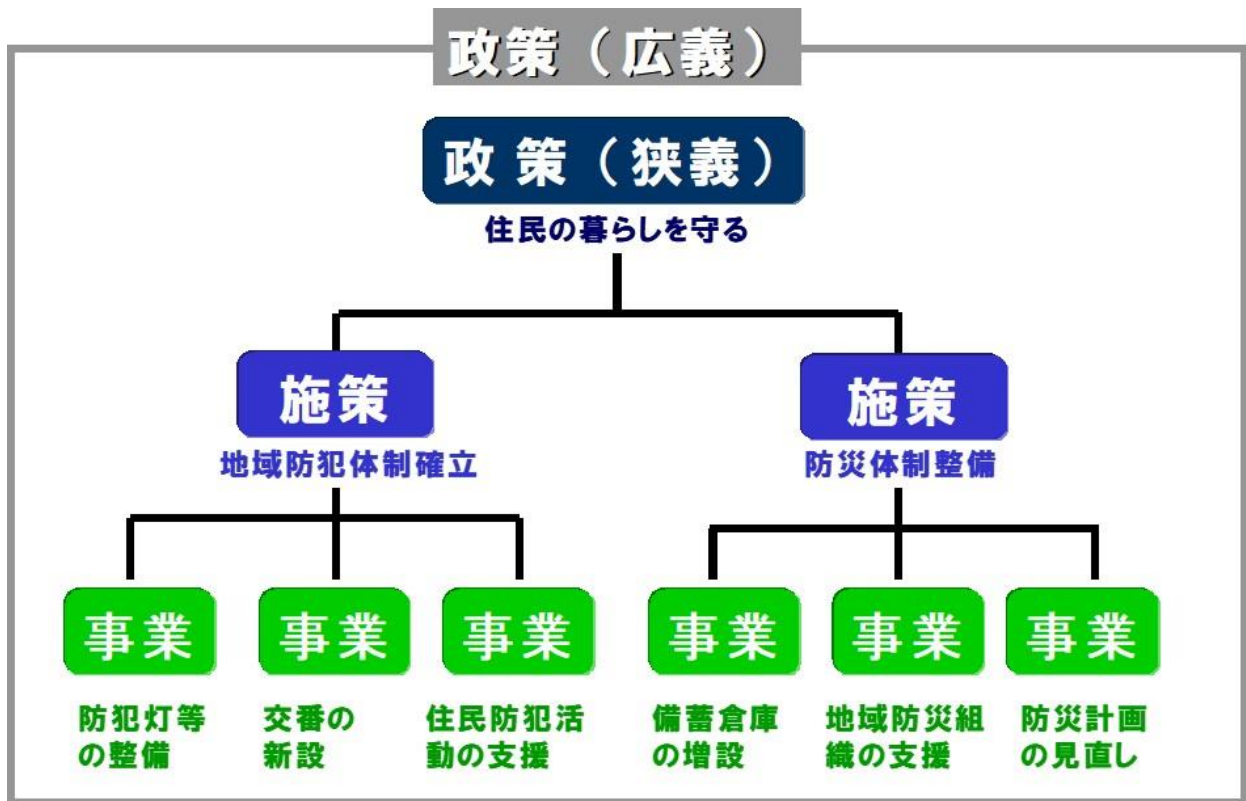 政策（広義）
政策（狭義）
住民の暮らしを守る
施策
施策
地域防犯体制確立
防災体制整備
事業
事業
事業
事業
事業
事業
防犯灯等
の整備
交番の
新設
住民防犯活
動の支援
備蓄倉庫
の増設
地域防災組
織の支援
防災計画
の見直し